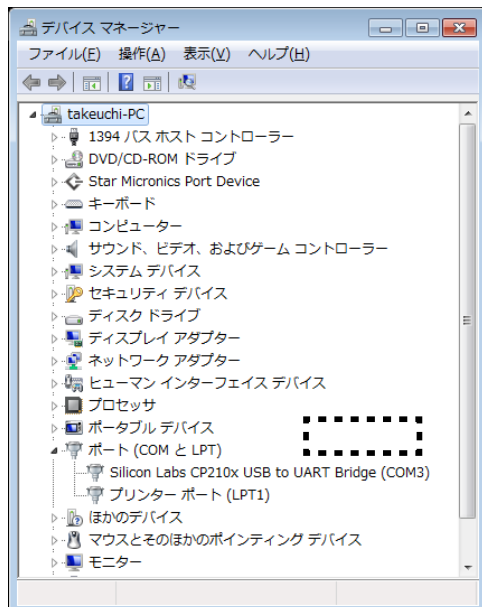 デバイス マネージャー
ファイル(F) 操作(A) 表示(V) ヘルプ(H)
takeuchi-PC
1394 バス ホスト コントローラー
DVD/CD-ROM ドライブ
Star Micronics Port Device
キーボード
コンピューター
サウンド、ビデオ、およびゲーム コントローラー
システム デバイス
セキュリティ デバイス
ディスク ドライブ
ディスプレイ アダプター
ネットワーク アダプター
ヒューマン インターフェイス デバイス
プロセッサ
ポータブル デバイス
ポート (COM と LPT)
Silicon Labs CP210x USB to UART Bridge (COM3)
プリンター ポート (LPT1)
ほかのデバイス
マウスとそのほかのポインティング デバイス
モニター